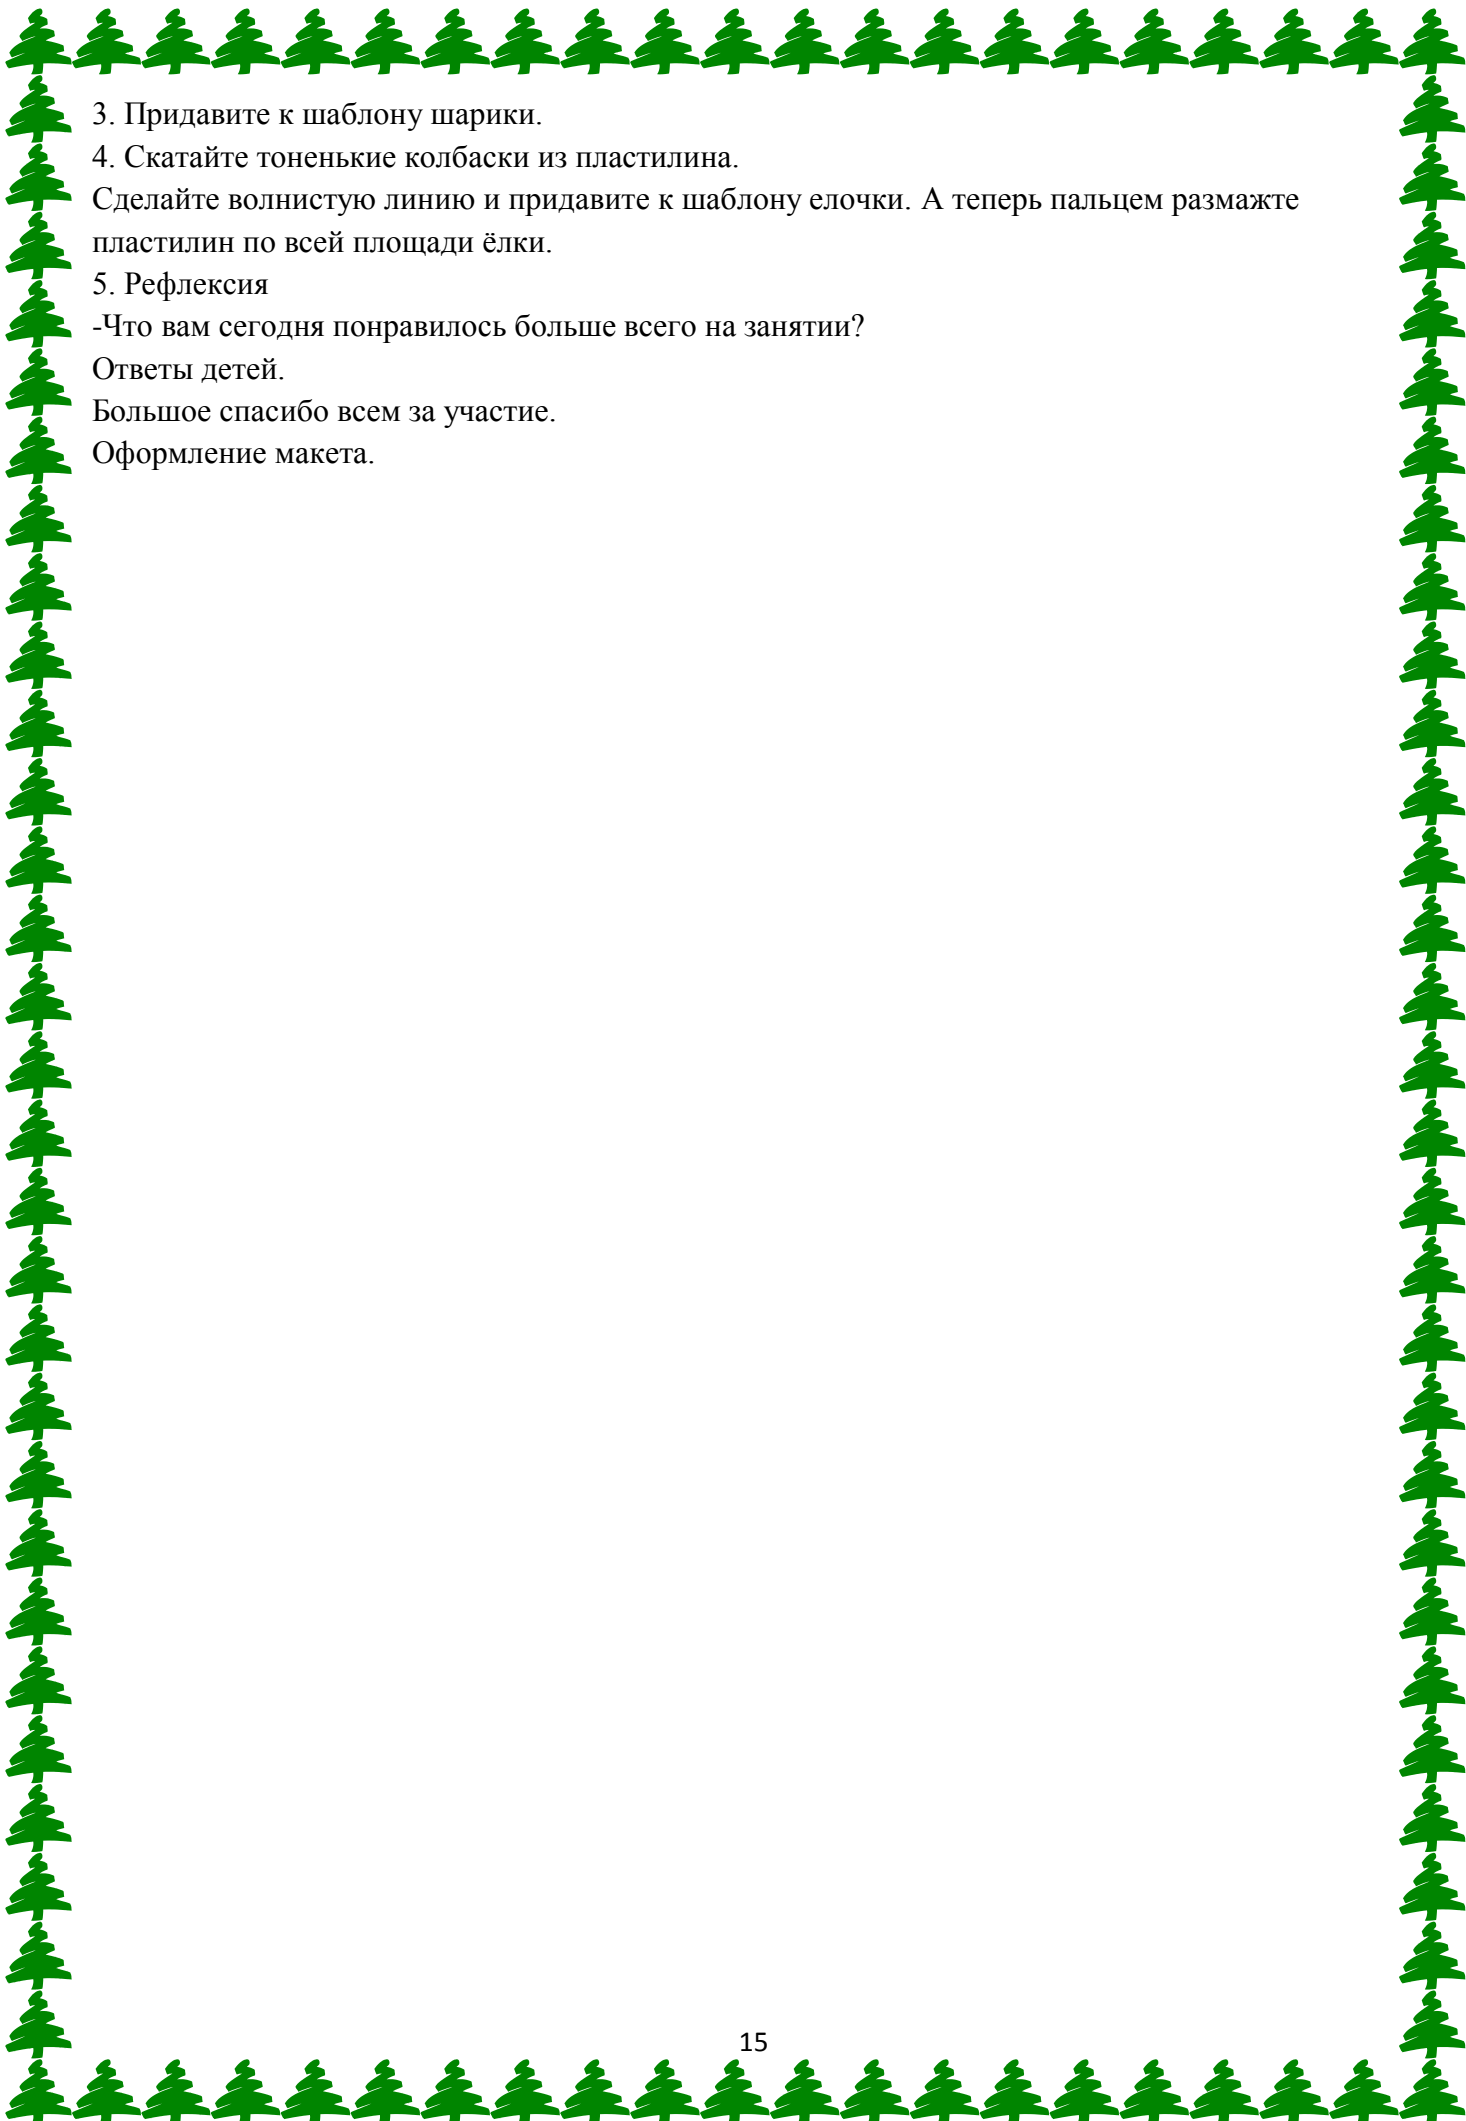 3. Придавите к шаблону шарики.
4. Скатайте тоненькие колбаски из пластилина.
Сделайте волнистую линию и придавите к шаблону елочки. А теперь пальцем размажте
пластилин по всей площади ёлки.
5. Рефлексия
-Что вам сегодня понравилось больше всего на занятии?
Ответы детей.
Большое спасибо всем за участие.
Оформление макета.
15